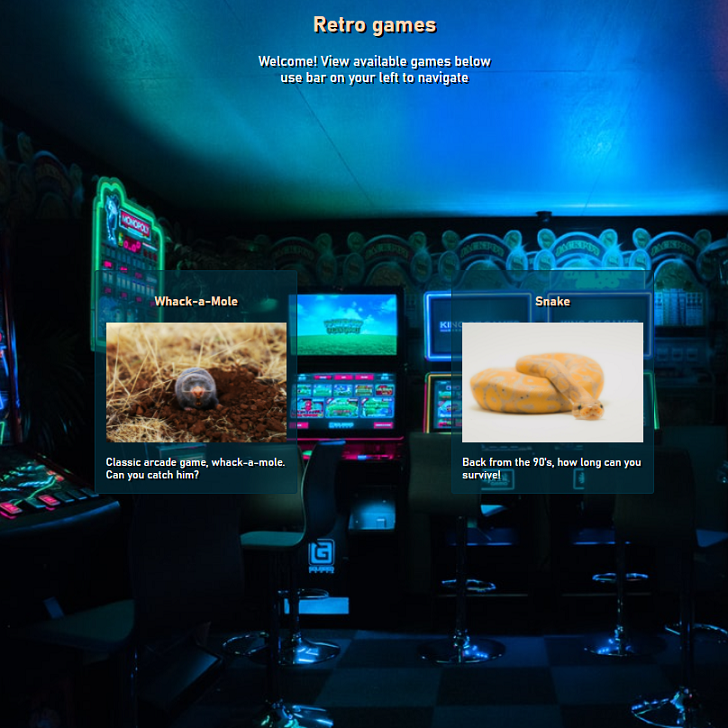 Retro games
Welcome! View available games below
use bar on your left to navigate
MONOPOLY
Whack-a-Mole
Snake
Classic arcade game, whack-a-mole.
Can you catch him?
Back from the 90's, how long can you
survive!